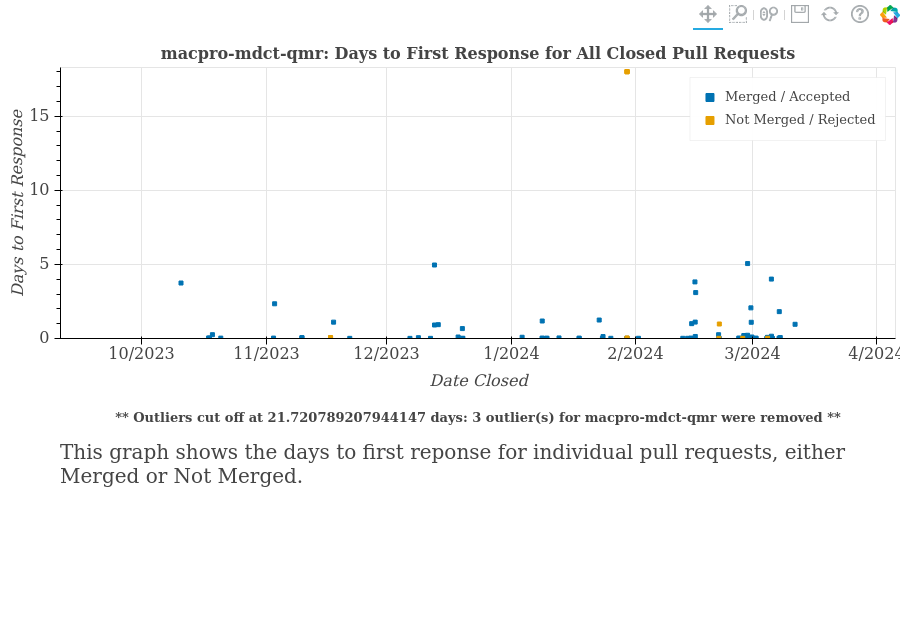 macpro-mdct-qmr: Days to First Response for All Closed Pull Requests
Merged / Accepted
Not Merged / Rejected
Days to First Response
15
10
5
0
10/2023 11/2023 12/2023 1/2024 2/2024 3/2024 4/2024
Date Closed
** Outliers cut off at 21.720789207944147 days: 3 outlier(s) for macpro-mdct-qmr were removed **
This graph shows the days to first reponse for individual pull requests, either
Merged or Not Merged.